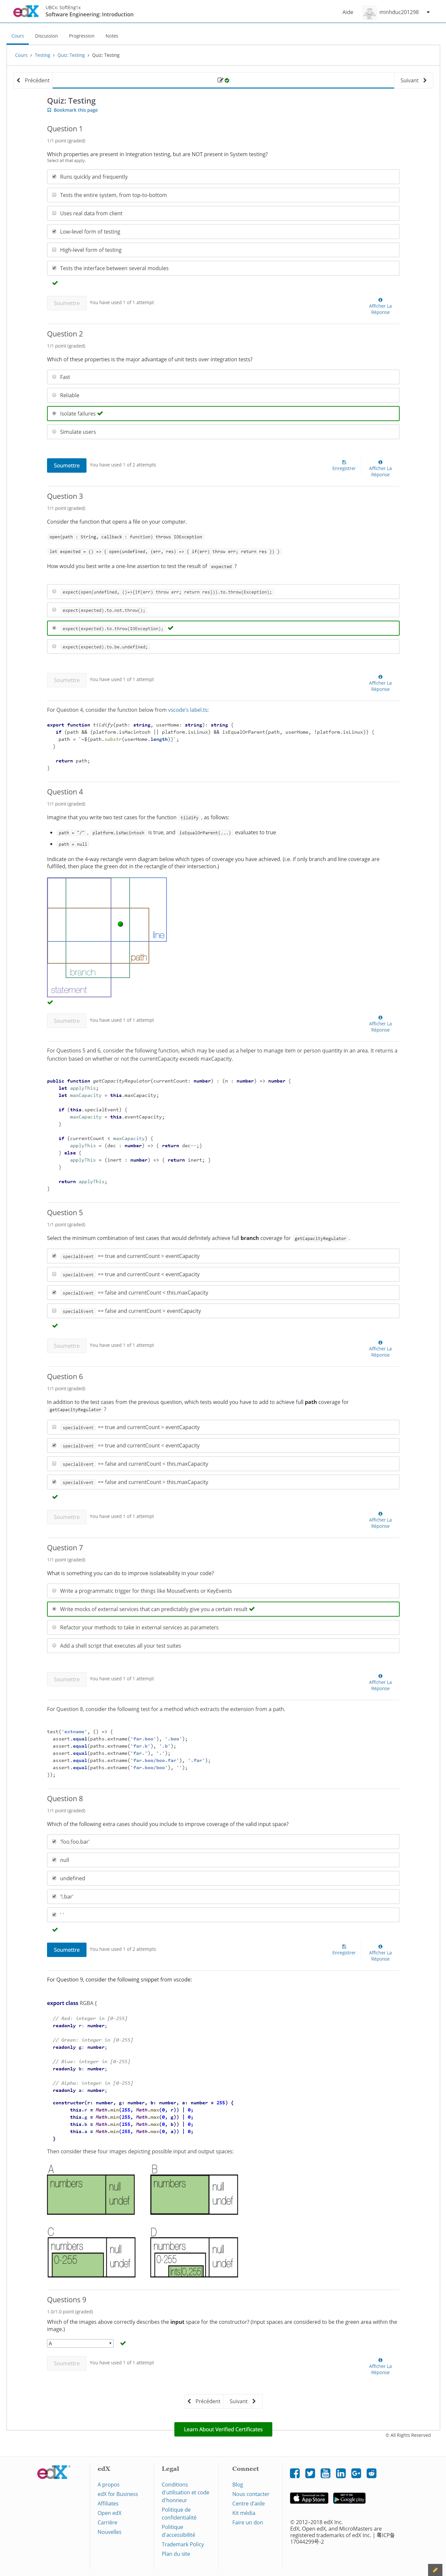 edX
UBCx: SoftEng1x
Software Engineering: Introduction
Aide
minhduc201298
Cours
Discussion
Progression
Notes
Cours › Testing › Quiz: Testing › Quiz: Testing
Précédent
Suivant
Quiz: Testing
Bookmark this page
Question 1
1/1 point (graded)
Which properties are present in Integration testing, but are NOT present in System testing?
Select all that apply.
Runs quickly and frequently
Tests the entire system, from top-to-bottom
Uses real data from client
Low-level form of testing
High-level form of testing
Tests the interface between several modules
Soumettre
You have used 1 of 1 attempt
Afficher La Réponse
Question 2
1/1 point (graded)
Which of these properties is the major advantage of unit tests over integration tests?
Fast
Reliable
Isolate failures
Simulate users
Soumettre
You have used 1 of 2 attempts
Enregistrer
Afficher La Réponse
Question 3
1/1 point (graded)
Consider the function that opens a file on your computer.
open(path : String, callback : function) throws IOException
let expected = () => { open(undefined, (err, res) => { if(err) throw err; return res }) }
How would you best write a one-line assertion to test the result of expected ?
expect(open(undefined, ()=>{if(err) throw err; return res})).to.throw(Exception);
expect(expected).to.not.throw();
expect(expected).to.throw(IOException);
expect(expected).to.be.undefined;
Soumettre
You have used 1 of 1 attempt
Afficher La Réponse
For Question 4, consider the function below from vscode's label.ts:
export function tildify(path: string, userHome: string): string {
if (path && (platform.isMacintosh || platform.isLinux) && isEqualOrParent(path, userHome, !platform.isLinux)) {
path = `~${path.substr(userHome.length)}`;
}
return path;
}
Question 4
1/1 point (graded)
Imagine that you write two test cases for the function tildify , as follows:
path = "/" , platform.isMacintosh is true, and isEqualOrParent(...) evaluates to true
path = null
Indicate on the 4-way rectangle venn diagram below which types of coverage you have achieved. (i.e. if only branch and line coverage are
fulfilled, then place the green dot in the rectangle of their intersection.)
line
path
branch
statement
Soumettre
You have used 1 of 1 attempt
Afficher La Réponse
For Questions 5 and 6, consider the following function, which may be used as a helper to manage item or person quantity in an area. It returns a
function based on whether or not the currentCapacity exceeds maxCapacity.
public function getCapacityRegulator(currentCount: number) : (n : number) => number {
let applyThis;
let maxCapacity = this.maxCapacity;
if (this.specialEvent) {
maxCapacity = this.eventCapacity;
}
if (currentCount < maxCapacity) {
applyThis = (dec : number) => { return dec--;}
} else {
applyThis = (inert : number) => { return inert; }
}
return applyThis;
}
Question 5
1/1 point (graded)
Select the minimum combination of test cases that would definitely achieve full branch coverage for getCapacityRegulator .
specialEvent == true and currentCount > eventCapacity
specialEvent == true and currentCount < eventCapacity
specialEvent == false and currentCount < this.maxCapacity
specialEvent == false and currentCount = eventCapacity
Soumettre
You have used 1 of 1 attempt
Afficher La Réponse
Question 6
1/1 point (graded)
In addition to the test cases from the previous question, which tests would you have to add to achieve full path coverage for
getCapacityRegulator ?
specialEvent == true and currentCount = eventCapacity
specialEvent == true and currentCount < eventCapacity
specialEvent == false and currentCount < this.maxCapacity
specialEvent == false and currentCount = this.maxCapacity
Soumettre
You have used 1 of 1 attempt
Afficher La Réponse
Question 7
1/1 point (graded)
What is something you can do to improve isolateability in your code?
Write a programmatic trigger for things like MouseEvents or KeyEvents
Write mocks of external services that can predictably give you a certain result
Refactor your methods to take in external services as parameters
Add a shell script that executes all your test suites
Soumettre
You have used 1 of 1 attempt
Afficher La Réponse
For Question 8, consider the following test for a method which extracts the extension from a path.
test('extname', () => {
assert.equal(paths.extname('far.boo'), '.boo');
assert.equal(paths.extname('far.b'), '.b');
assert.equal(paths.extname('far.'), '.');
assert.equal(paths.extname('far.boo/boo.far'), '.far');
assert.equal(paths.extname('far.boo/boo'), '');
});
Question 8
1/1 point (graded)
Which of the following extra cases should you include to improve coverage of the valid input space?
'foo.foo.bar'
null
undefined
'!;bar'
' '
Soumettre
You have used 1 of 2 attempts
Enregistrer
Afficher La Réponse
For Question 9, consider the following snippet from vscode:
export class RGBA {
// Red: integer in [0-255]
readonly r: number;
// Green: integer in [0-255]
readonly g: number;
// Blue: integer in [0-255]
readonly b: number;
// Alpha: integer in [0-255]
readonly a: number;
constructor(r: number, g: number, b: number, a: number = 255) {
this.r = Math.min(255, Math.max(0, r)) | 0;
this.g = Math.min(255, Math.max(0, g)) | 0;
this.b = Math.min(255, Math.max(0, b)) | 0;
this.a = Math.min(255, Math.max(0, a)) | 0;
}
Then consider these four images depicting possible input and output spaces:
A
numbers
null
undef
B
numbers
null
undef
C
numbers
0-255
null
undef
D
numbers
0-255
ints[0,255]
null
undef
Questions 9
1.0/1.0 point (graded)
Which of the images above correctly describes the input space for the constructor? (Input spaces are considered to be the green area within the
image.)
A
Soumettre
You have used 1 of 1 attempt
Afficher La Réponse
Précédent
Suivant
Learn About Verified Certificates
© All Rights Reserved
edX
edX
A propos
edX for Business
Affiliates
Open edX
Carrière
Nouvelles
Legal
Conditions
d'utilisation et code
d'honneur
Politique de
confidentialité
Politique
d'accessibilité
Trademark Policy
Plan du site
Connect
Blog
Nous contacter
Centre d'aide
Kit média
Faire un don
App Store
Google Play
© 2012–2018 edX Inc.
EdX, Open edX, and MicroMasters are
registered trademarks of edX Inc. | 粤ICP备
17044299号-2